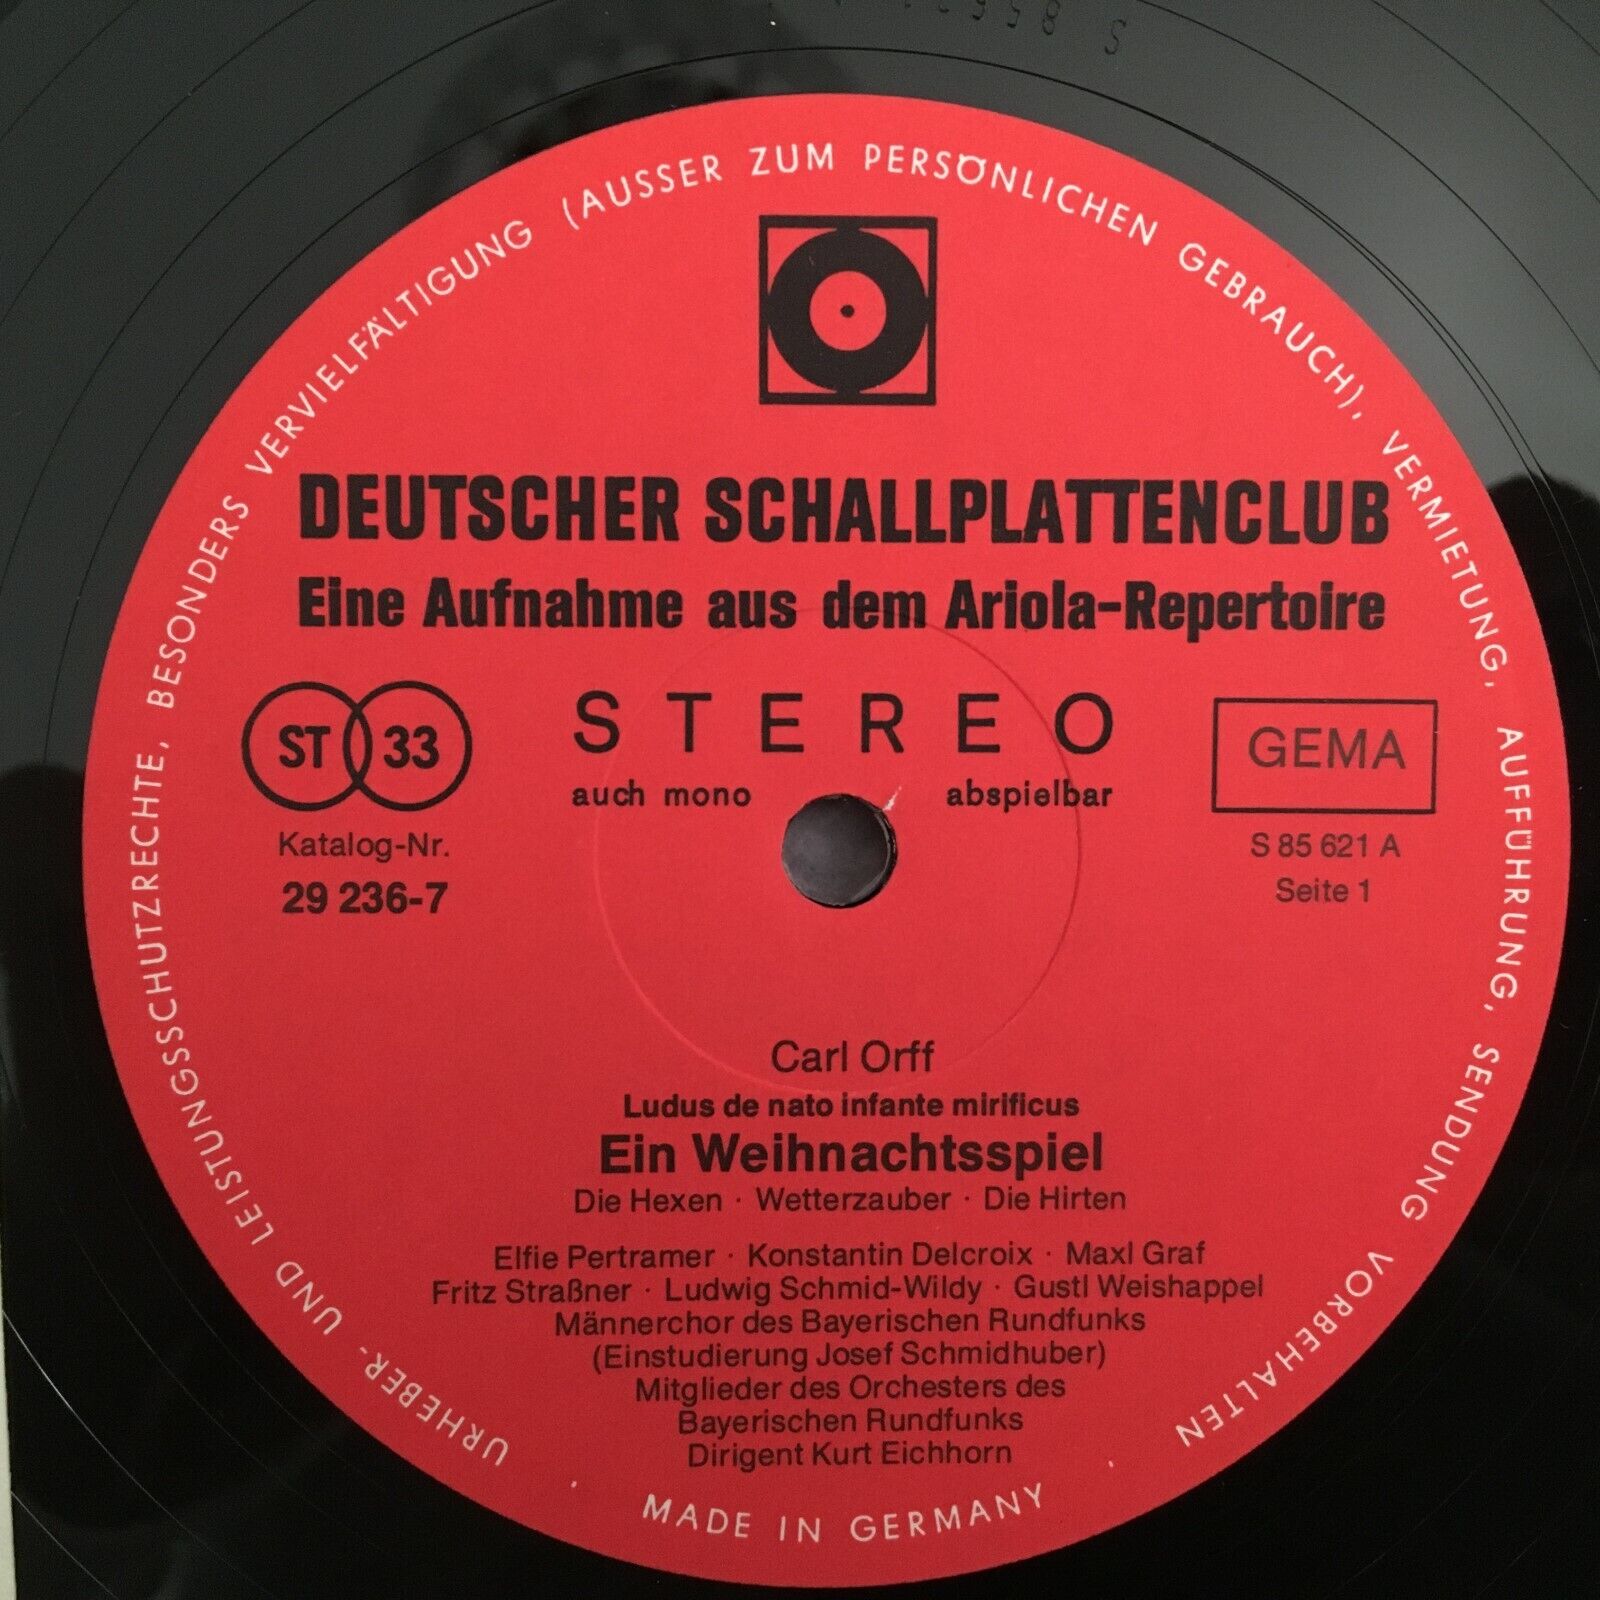 URHEBER- UND LEISTUNGSSCHUTZRECHTE, BESONDERS VERVIELFÄLTIGUNG (AUSSER ZUM PERSÖNLICHEN GEBRAUCH), VERMIETUNG, AUFFÜHRUNG, SENDUNG VORBEHALTEN
DEUTSCHER SCHALLPLATTENCLUB
Eine Aufnahme aus dem Ariola-Repertoire
ST 33
STEREO
GEMA
auch mono abspielbar
Katalog-Nr.
29 236-7
S 85 621 A
Seite 1
Carl Orff
Ludus de nato infante mirificus
Ein Weihnachtsspiel
Die Hexen · Wetterzauber · Die Hirten
Elfie Pertramer · Konstantin Delcroix · Maxl Graf
Fritz Straßner · Ludwig Schmid-Wildy · Gustl Weishappel
Männerchor des Bayerischen Rundfunks
(Einstudierung Josef Schmidhuber)
Mitglieder des Orchesters des
Bayerischen Rundfunks
Dirigent Kurt Eichhorn
· MADE IN GERMANY ·